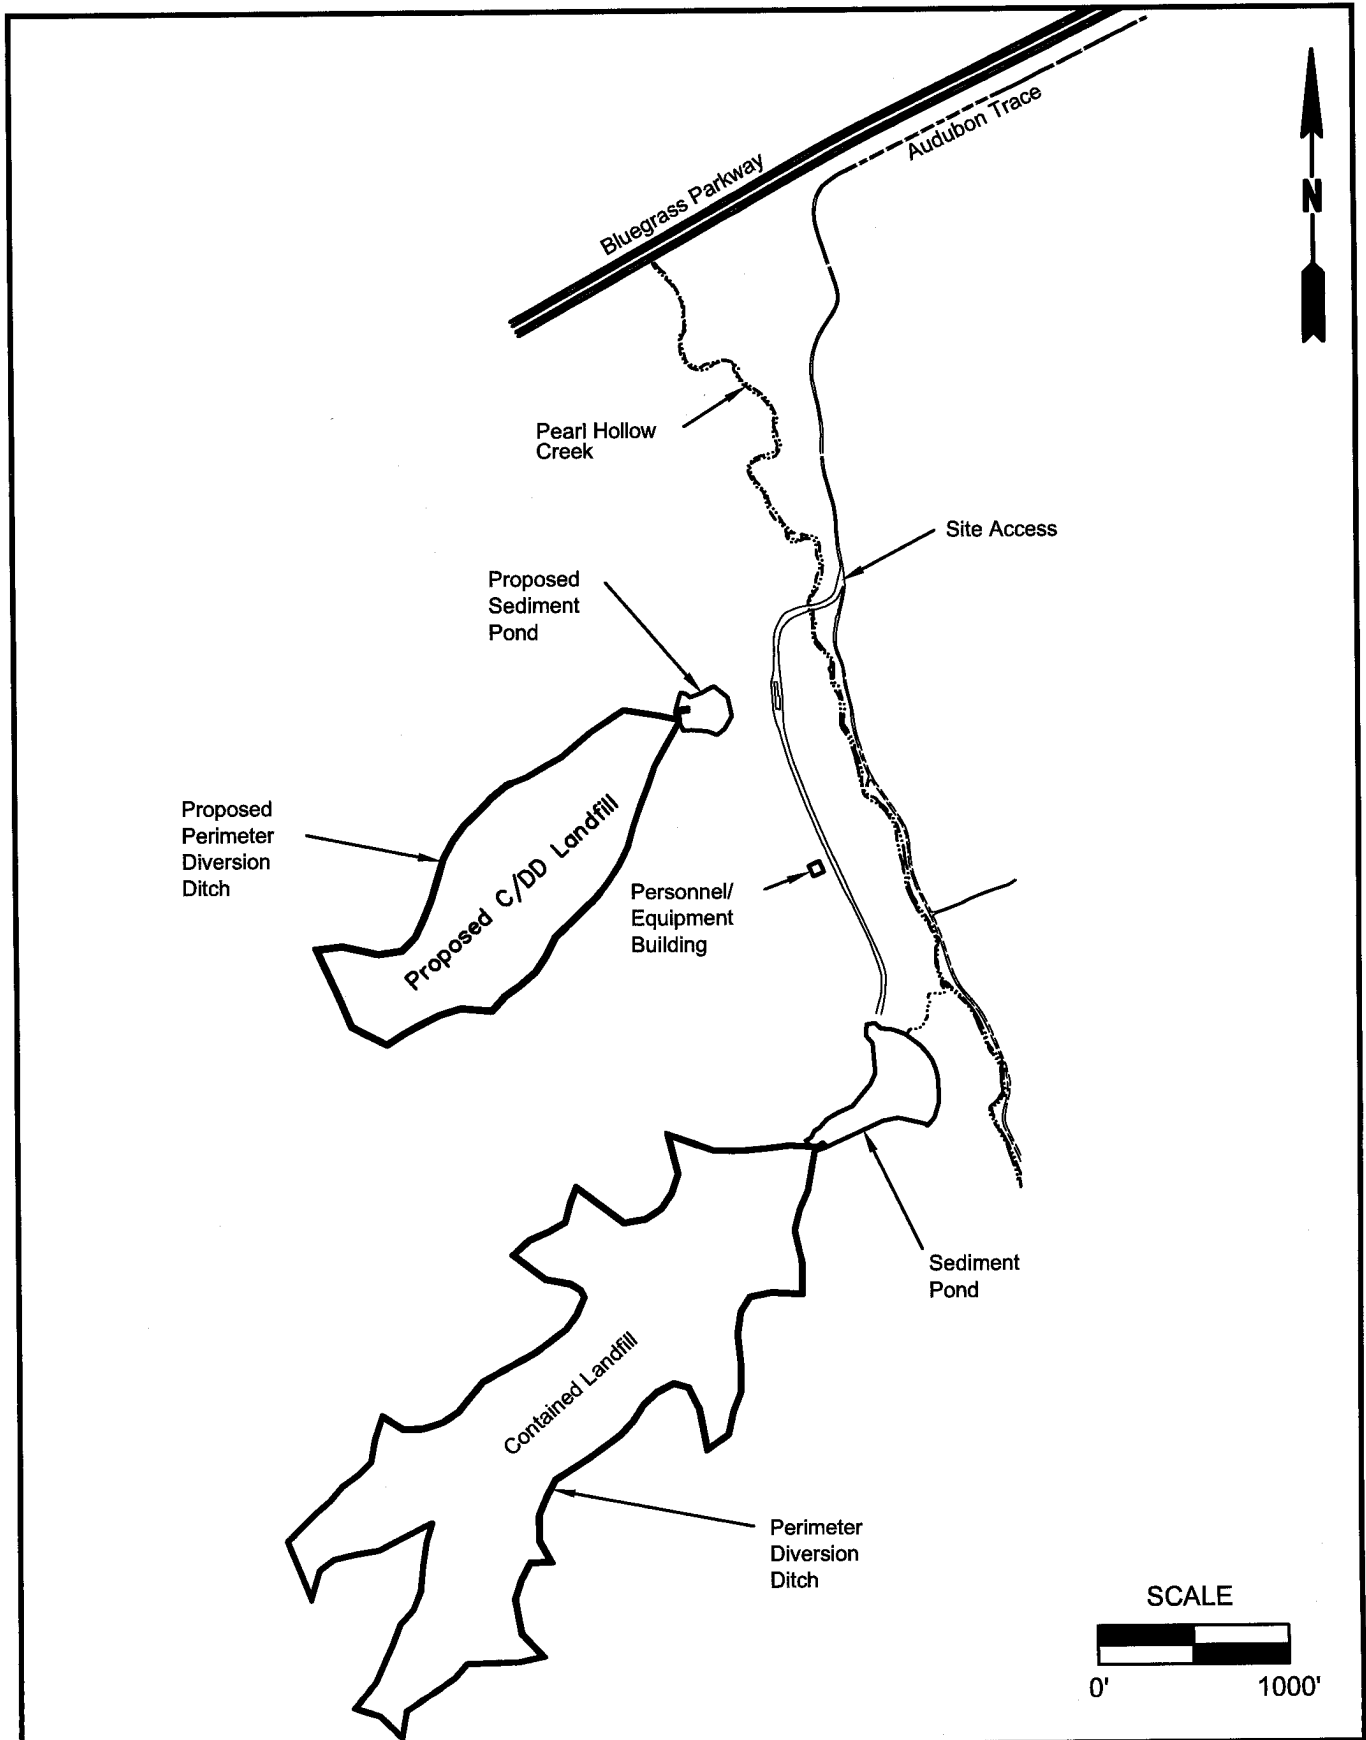 Audubon Trace
Bluegrass Parkway
N
Pearl Hollow
Creek
Site Access
Proposed
Sediment
Pond
Proposed
Perimeter
Diversion
Ditch
Proposed C/DD Landfill
Personnel/
Equipment
Building
Sediment
Pond
Contained Landfill
Perimeter
Diversion
Ditch
SCALE
0' 1000'